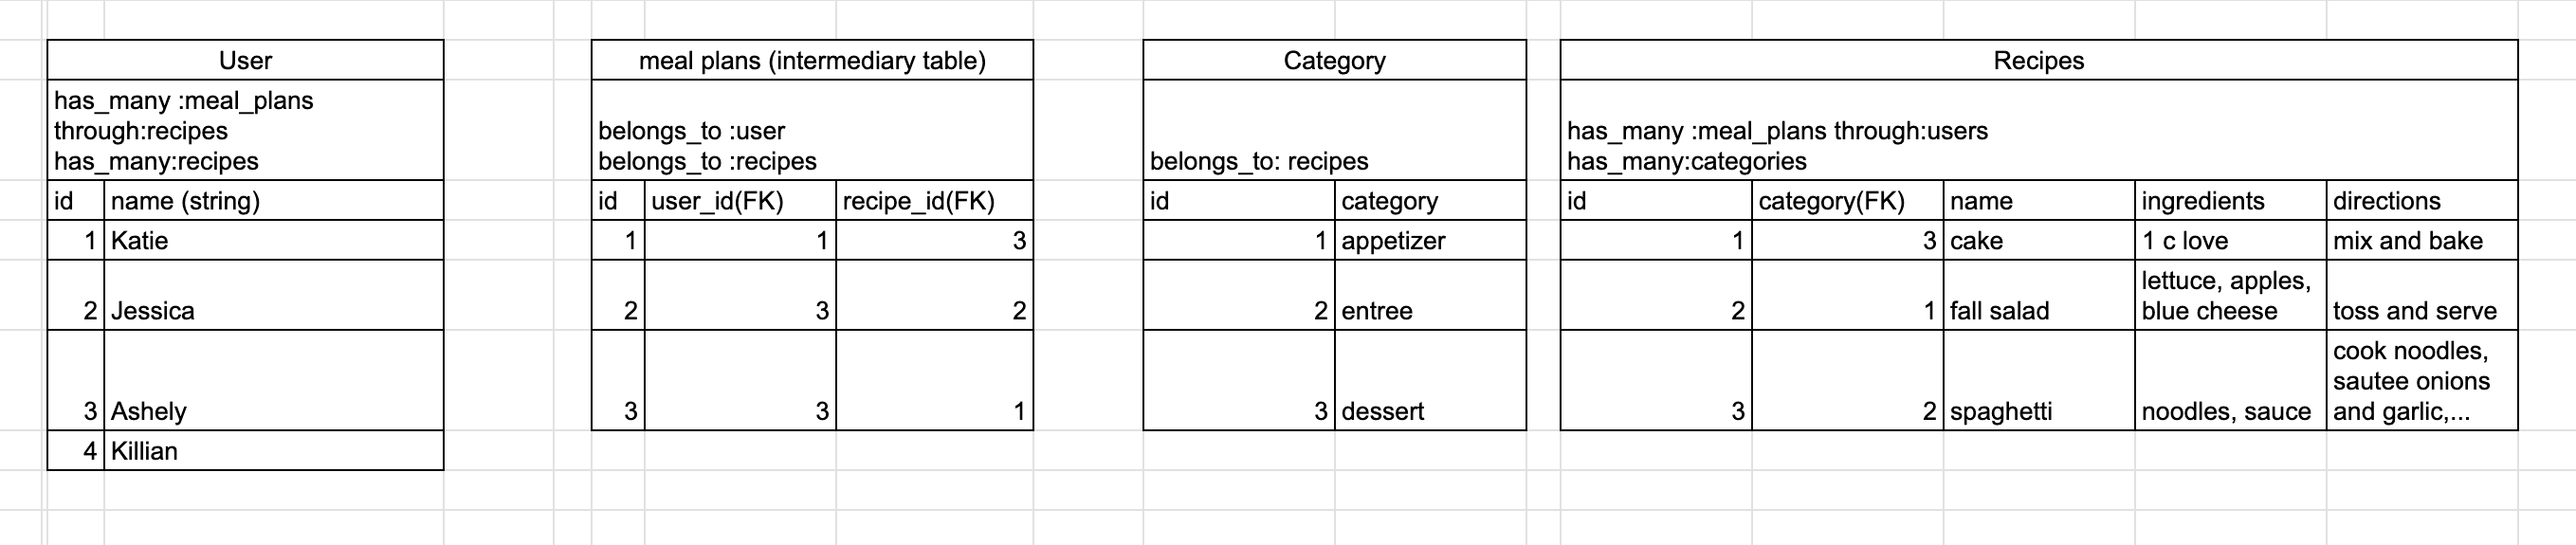 User
has_many :meal_plans
through:recipes
has_many:recipes
id name (string)
1 Katie
2 Jessica
3 Ashely
4 Killian
meal plans (intermediary table)
belongs_to :user
belongs_to :recipes
id user_id(FK) recipe_id(FK)
1 1 3
2 3 2
3 3 1
Category
belongs_to: recipes
id category
1 appetizer
2 entree
3 dessert
Recipes
has_many :meal_plans through:users
has_many:categories
id category(FK) name ingredients directions
1 3 cake 1 c love mix and bake
2 1 fall salad lettuce, apples,
blue cheese toss and serve
3 2 spaghetti noodles, sauce cook noodles,
sautee onions
and garlic,...